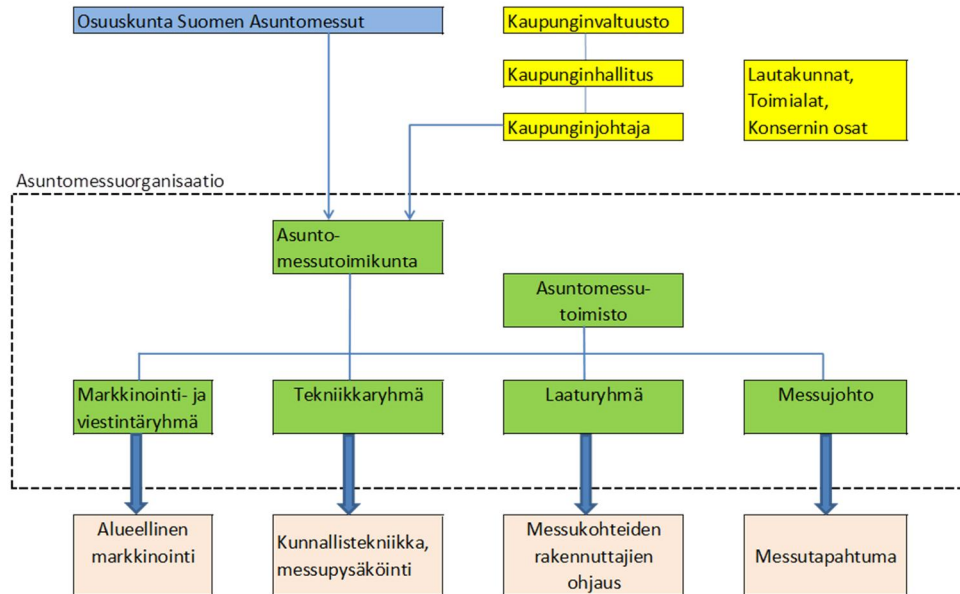 Osuuskunta Suomen Asuntomessut
Kaupunginvaltuusto
Kaupunginhallitus
Kaupunginjohtaja
Lautakunnat,
Toimialat,
Konsernin osat
Asuntomessuorganisaatio
Asunto-
messutoimikunta
Asuntomessu-
toimisto
Markkinointi- ja
viestintäryhmä
Tekniikkaryhmä
Laaturyhmä
Messujohto
Alueellinen
markkinointi
Kunnallistekniikka,
messupysäköinti
Messukohteiden
rakennuttajien
ohjaus
Messutapahtuma